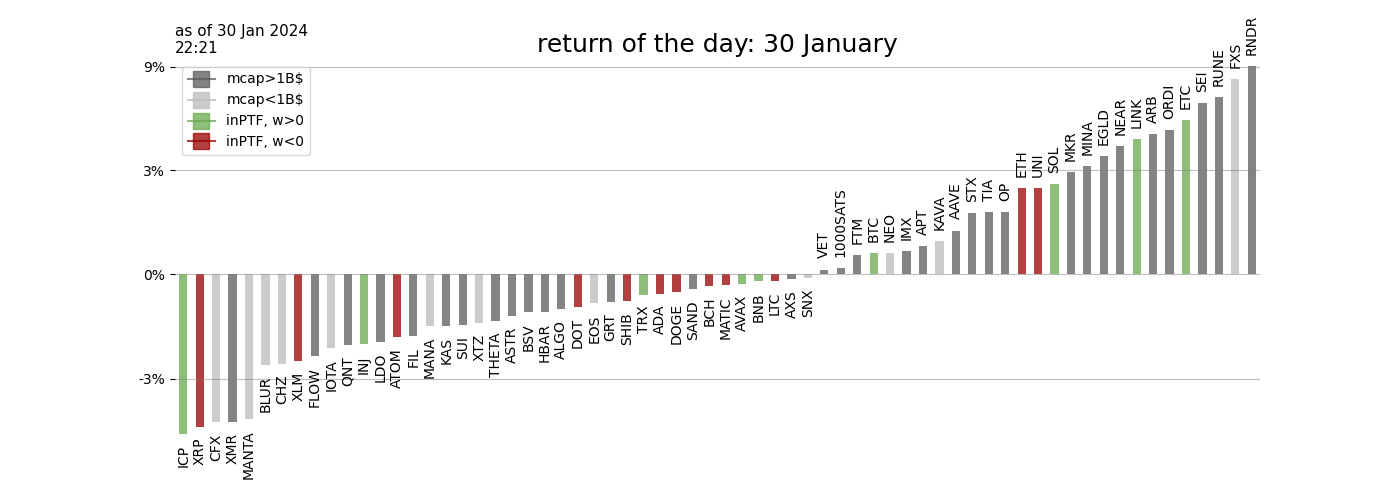 as of 30 Jan 2024
22:21
return of the day: 30 January
9%
3%
0%
-3%
mcap>1B$
mcap<1B$
inPTF, w>0
inPTF, w<0
ICP
XRP
CFX
XMR
MANTA
BLUR
CHZ
XLM
FLOW
IOTA
QNT
INJ
LDO
ATOM
FIL
MANA
KAS
SUI
XTZ
THETA
ASTR
BSV
HBAR
ALGO
DOT
EOS
GRT
SHIB
TRX
ADA
DOGE
SAND
BCH
MATIC
AVAX
BNB
LTC
AXS
SNX
VET
1000SATS
FTM
BTC
NEO
IMX
APT
KAVA
AAVE
STX
TIA
OP
ETH
UNI
SOL
MKR
MINA
EGLD
NEAR
LINK
ARB
ORDI
ETC
SEI
RUNE
FXS
RNDR